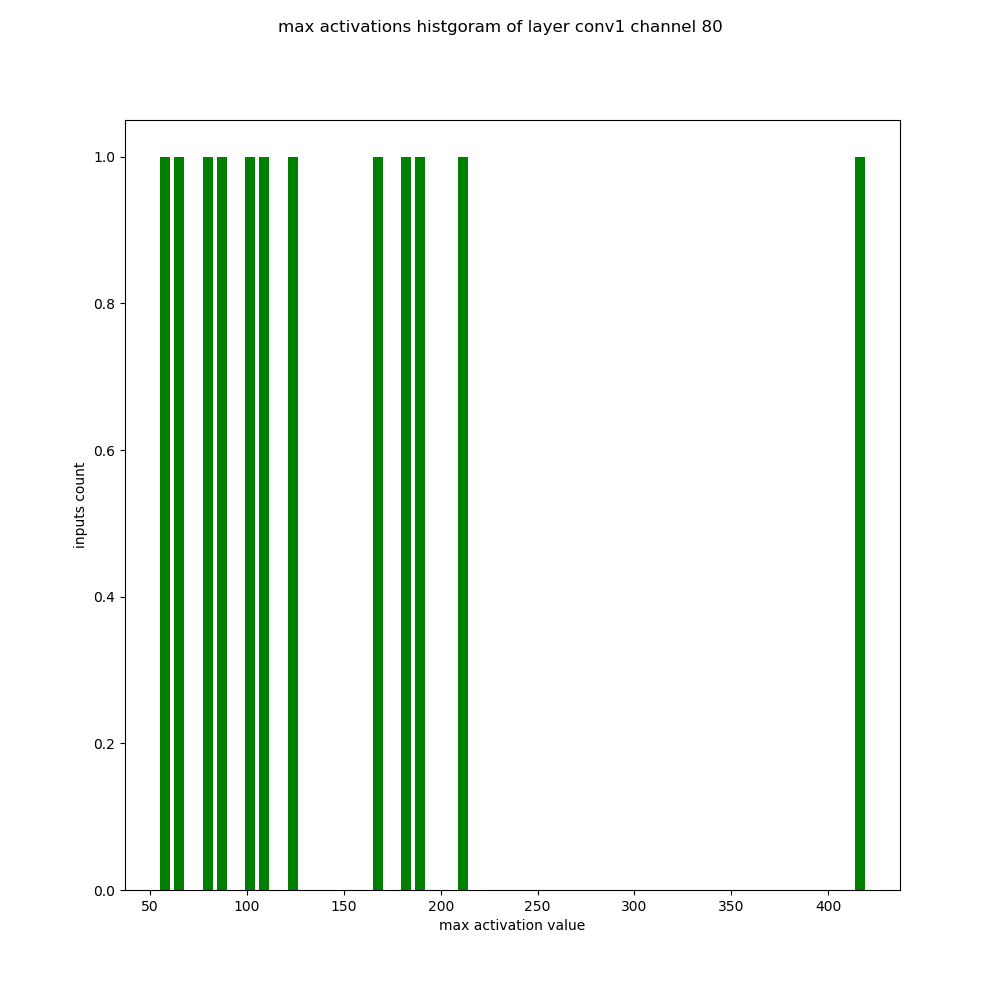 max activations histgoram of layer conv1 channel 80
1.0
0.8
0.6
0.4
0.2
0.0
inputs count
50 100 150 200 250 300 350 400
max activation value